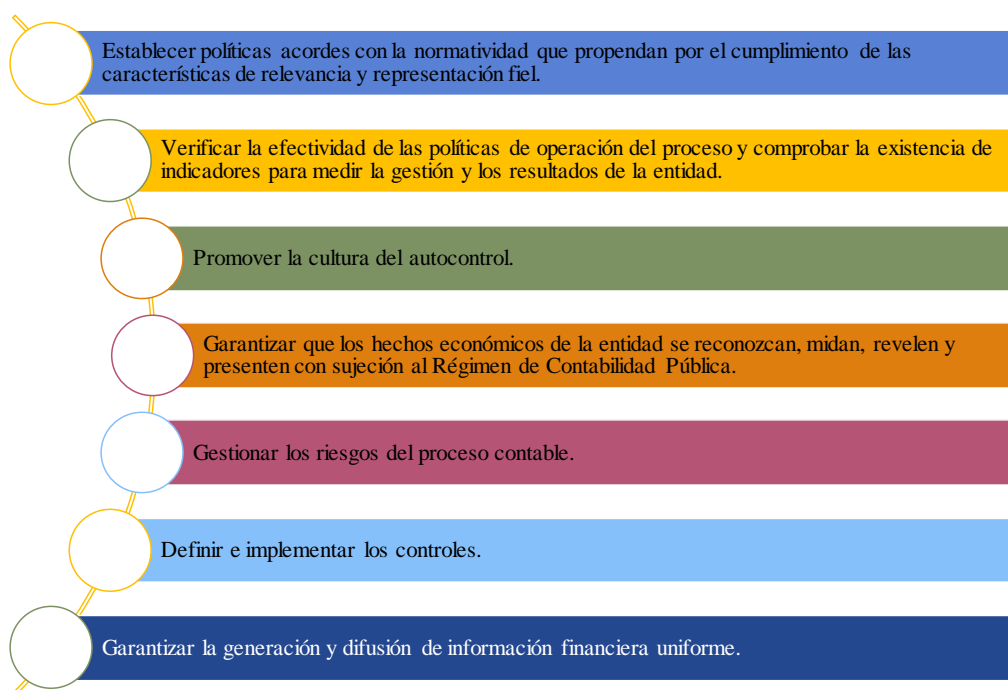 Establecer políticas acordes con la normatividad que propendan por el cumplimiento de las
características de relevancia y representación fiel.
Verificar la efectividad de las políticas de operación del proceso y comprobar la existencia de
indicadores para medir la gestión y los resultados de la entidad.
Promover la cultura del autocontrol.
Garantizar que los hechos económicos de la entidad se reconozcan, midan, revelen y
presenten con sujeción al Régimen de Contabilidad Pública.
Gestionar los riesgos del proceso contable.
Definir e implementar los controles.
Garantizar la generación y difusión de información financiera uniforme.